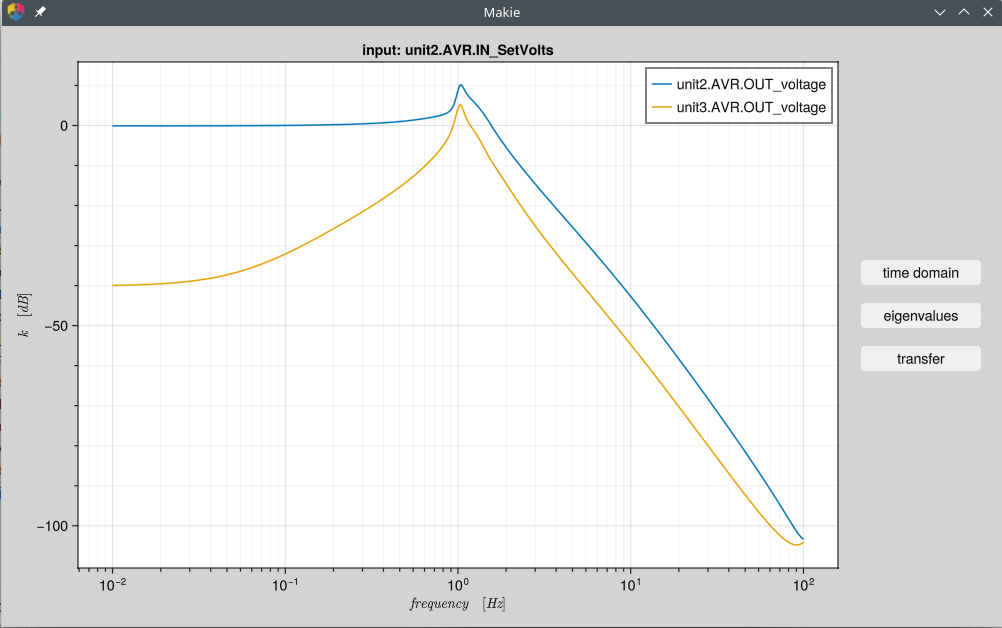 Makie
input: unit2.AVR.IN_SetVolts
unit2.AVR.OUT_voltage
unit3.AVR.OUT_voltage
0
−50
−100
k [dB]
10⁻²
10⁻¹
10⁰
10¹
10²
frequency [Hz]
time domain
eigenvalues
transfer